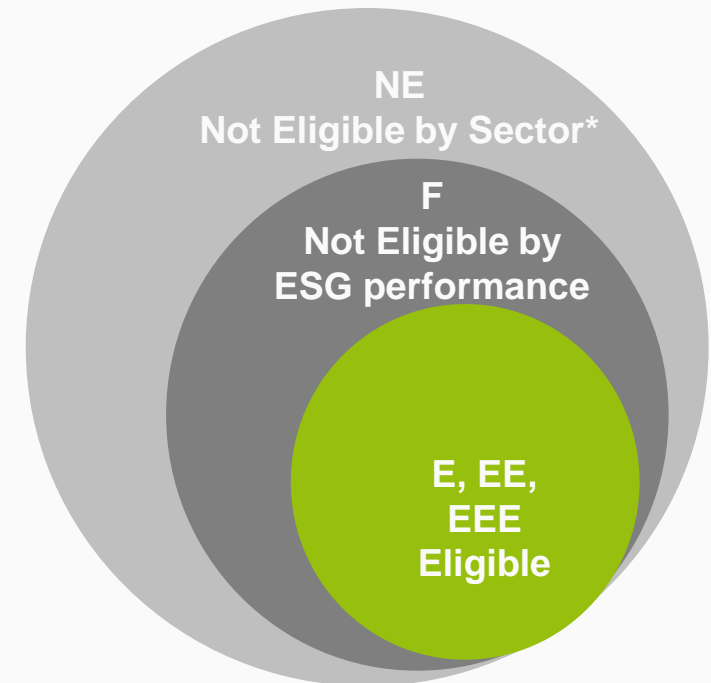 NE
Not Eligible by Sector*
F
Not Eligible by
ESG performance
E, EE,
EEE
Eligible